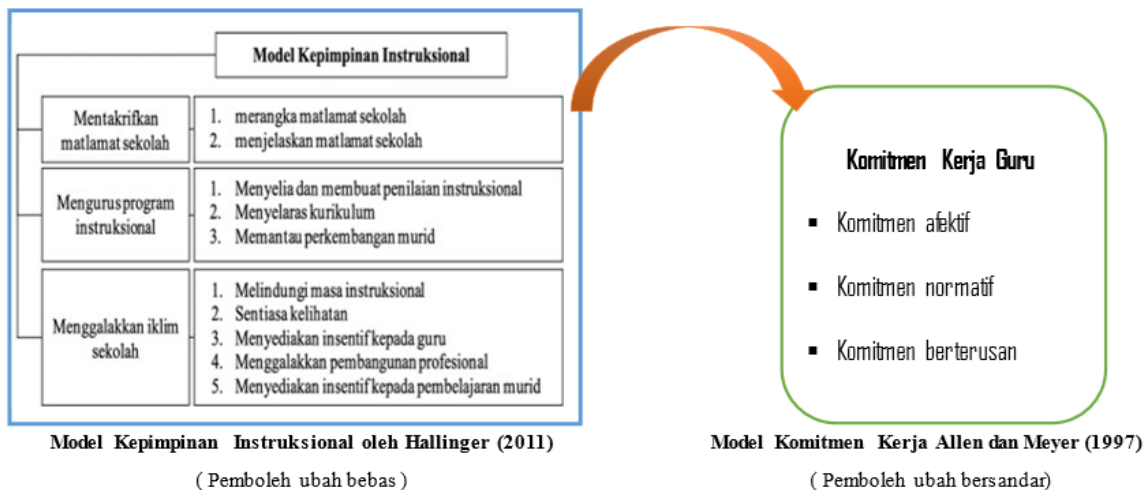 Model Kepimpinan Instruksional
Mentakrifkan
matlamat sekolah
1. merangka matlamat sekolah
2. menjelaskan matlamat sekolah
Mengurus program
instruksional
1. Menyelia dan membuat penilaian instruksional
2. Menyelaras kurikulum
3. Memantau perkembangan murid
Menggalakkan iklim
sekolah
1. Melindungi masa instruksional
2. Sentiasa kelihatan
3. Menyediakan insentif kepada guru
4. Menggalakkan pembangunan profesional
5. Menyediakan insentif kepada pembelajaran murid
Model Kepimpinan Instruksional oleh Hallinger (2011)
( Pemboleh ubah bebas )
Komitmen Kerja Guru
▪ Komitmen afektif
▪ Komitmen normatif
▪ Komitmen berterusan
Model Komitmen Kerja Allen dan Meyer (1997)
( Pemboleh ubah bersandar)